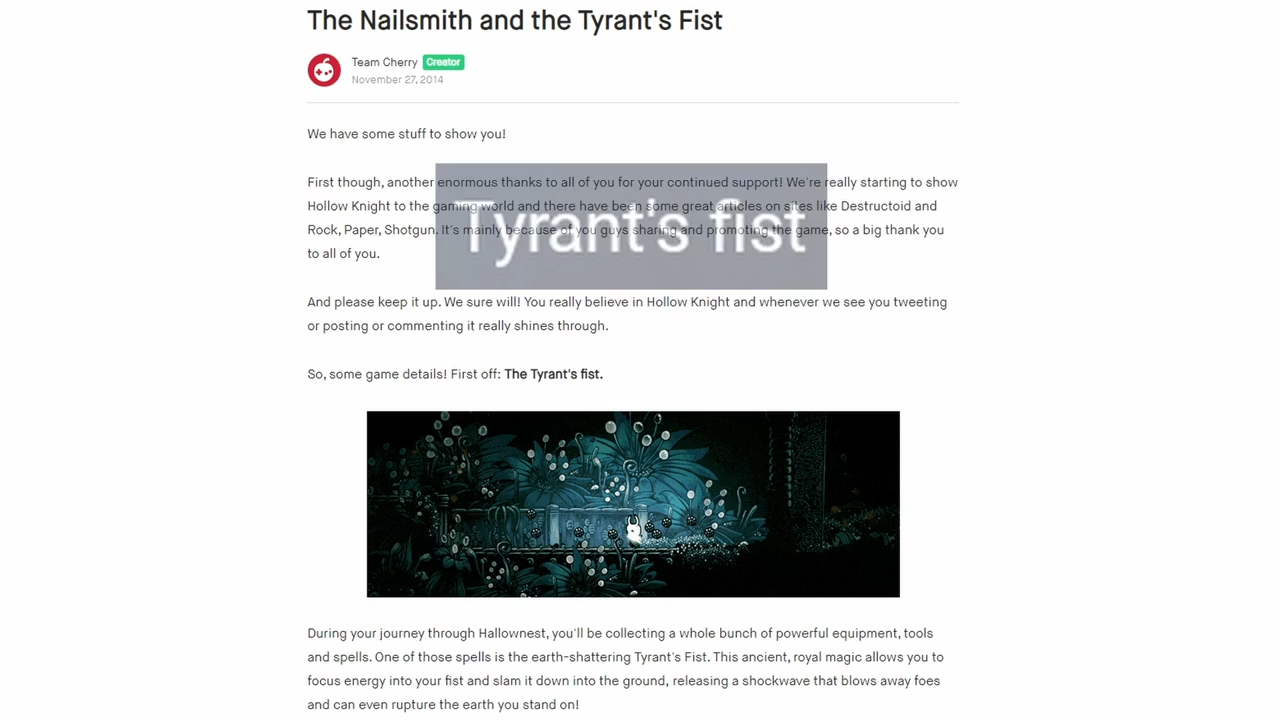 The Nailsmith and the Tyrant's Fist
Team Cherry Creator
November 27, 2014
We have some stuff to show you!
First though, another enormous thanks to all of you for your continued support! We're really starting to show
Hollow Knight to the gaming world and there have been some great articles on sites like Destructoid and
Rock, Paper, Shotgun. It's mainly because of you guys sharing and promoting the game, so a big thank you
to all of you.
Tyrant's fist
And please keep it up. We sure will! You really believe in Hollow Knight and whenever we see you tweeting
or posting or commenting it really shines through.
So, some game details! First off: The Tyrant's fist.
During your journey through Hallownest, you'll be collecting a whole bunch of powerful equipment, tools
and spells. One of those spells is the earth-shattering Tyrant's Fist. This ancient, royal magic allows you to
focus energy into your fist and slam it down into the ground, releasing a shockwave that blows away foes
and can even rupture the earth you stand on!